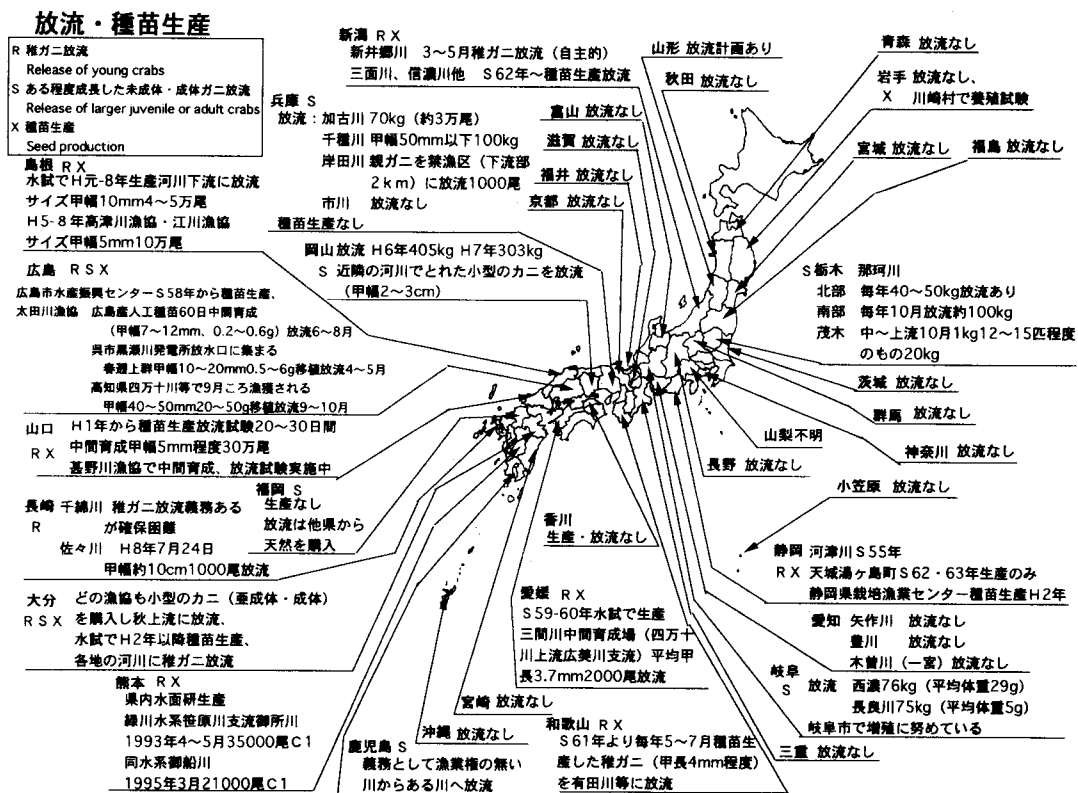 放流・種苗生産
R 稚ガニ放流
Release of young crabs
S ある程度成長した未成体・成体ガニ放流
Release of larger juvenile or adult crabs
X 種苗生産
Seed production
島根 R X
水試でH元-8年生産河川下流に放流
サイズ甲幅10mm4～5万尾
H5-8年高津川漁協・江川漁協
サイズ甲幅5mm10万尾
広島 R S X
広島市水産振興センターS58年から種苗生産、
太田川漁協 広島産人工種苗60日中間育成
（甲幅7～12mm、0.2～0.6g）放流6～8月
呉市黒瀬川発電所放水口に集まる
春遡上群甲幅10～20mm0.5～6g移植放流4～5月
高知県四万十川等で9月ころ漁獲される
甲幅40～50mm20～50g移植放流9～10月
山口 H1年から種苗生産放流試験20～30日間
R X 中間育成甲幅5mm程度30万尾
甚野川漁協で中間育成、放流試験実施中
福岡 S
生産なし
放流は他県から
天然を購入
長崎 千綿川 稚ガニ放流義務ある
R が確保困難
佐々川 H8年7月24日
甲幅約10cm1000尾放流
大分 どの漁協も小型のカニ（亜成体・成体）
R S X を購入し秋上流に放流、
水試でH2年以降種苗生産、
各地の河川に稚ガニ放流
熊本 R X
県内水面研生産
緑川水系笹原川支流御所川
1993年4～5月35000尾C1
同水系御船川
1995年3月21000尾C1
新潟 R X
新井郷川 3～5月稚ガニ放流（自主的）
三面川、信濃川他 S62年～種苗生産放流
兵庫 S
放流：加古川 70kg（約3万尾）
千種川 甲幅50mm以下100kg
岸田川 親ガニを禁漁区（下流部
2km）に放流1000尾
市川 放流なし
種苗生産なし
岡山放流 H6年405kg H7年303kg
S 近隣の河川でとれた小型のカニを放流
（甲幅2～3cm）
富山 放流なし
滋賀 放流なし
福井 放流なし
京都 放流なし
山形 放流計画あり
秋田 放流なし
青森 放流なし
岩手 放流なし、
X 川崎村で養殖試験
宮城 放流なし
福島 放流なし
S 栃木 那珂川
北部 毎年40～50kg放流あり
南部 毎年10月放流約100kg
茂木 中～上流10月1kg12～15匹程度
のもの20kg
茨城 放流なし
群馬 放流なし
神奈川 放流なし
山梨不明
長野 放流なし
小笠原 放流なし
静岡 河津川S55年
R X 天城湯ヶ島町S62・63年生産のみ
静岡県栽培漁業センター種苗生産H2年
愛知 矢作川 放流なし
豊川 放流なし
木曽川（一宮）放流なし
岐阜
S 放流 西濃76kg（平均体重29g）
長良川75kg（平均体重5g）
岐阜市で増殖に努めている
三重 放流なし
香川
生産・放流なし
愛媛 R X
S59-60年水試で生産
三間川中間育成場（四万十
川上流広美川支流）平均甲
長3.7mm2000尾放流
宮崎 放流なし
沖縄 放流なし
鹿児島 S
義務として漁業権の無い
川からある川へ放流
和歌山 R X
S61年より毎年5～7月種苗生
産した稚ガニ（甲長4mm程度）
を有田川等に放流